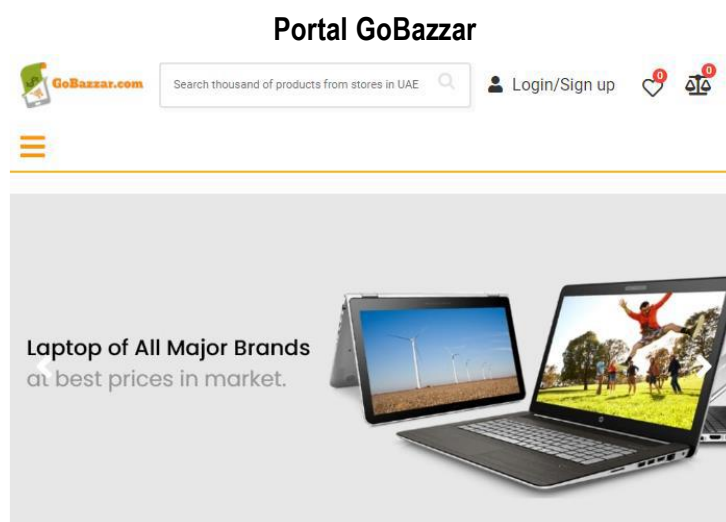 Portal GoBazzar
GoBazzar.com
Search thousand of products from stores in UAE
Login/Sign up
0
0
Laptop of All Major Brands
at best prices in market.